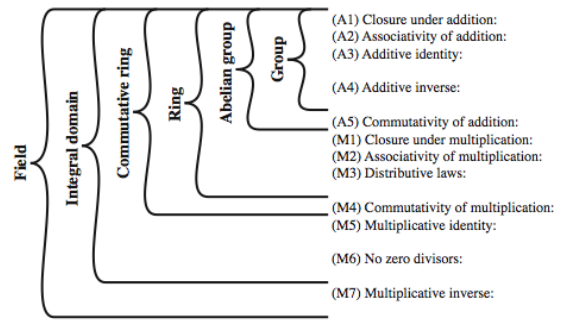 Field
Integral domain
Commutative ring
Ring
Abelian group
Group
(A1) Closure under addition:
(A2) Associativity of addition:
(A3) Additive identity:
(A4) Additive inverse:
(A5) Commutativity of addition:
(M1) Closure under multiplication:
(M2) Associativity of multiplication:
(M3) Distributive laws:
(M4) Commutativity of multiplication:
(M5) Multiplicative identity:
(M6) No zero divisors:
(M7) Multiplicative inverse: